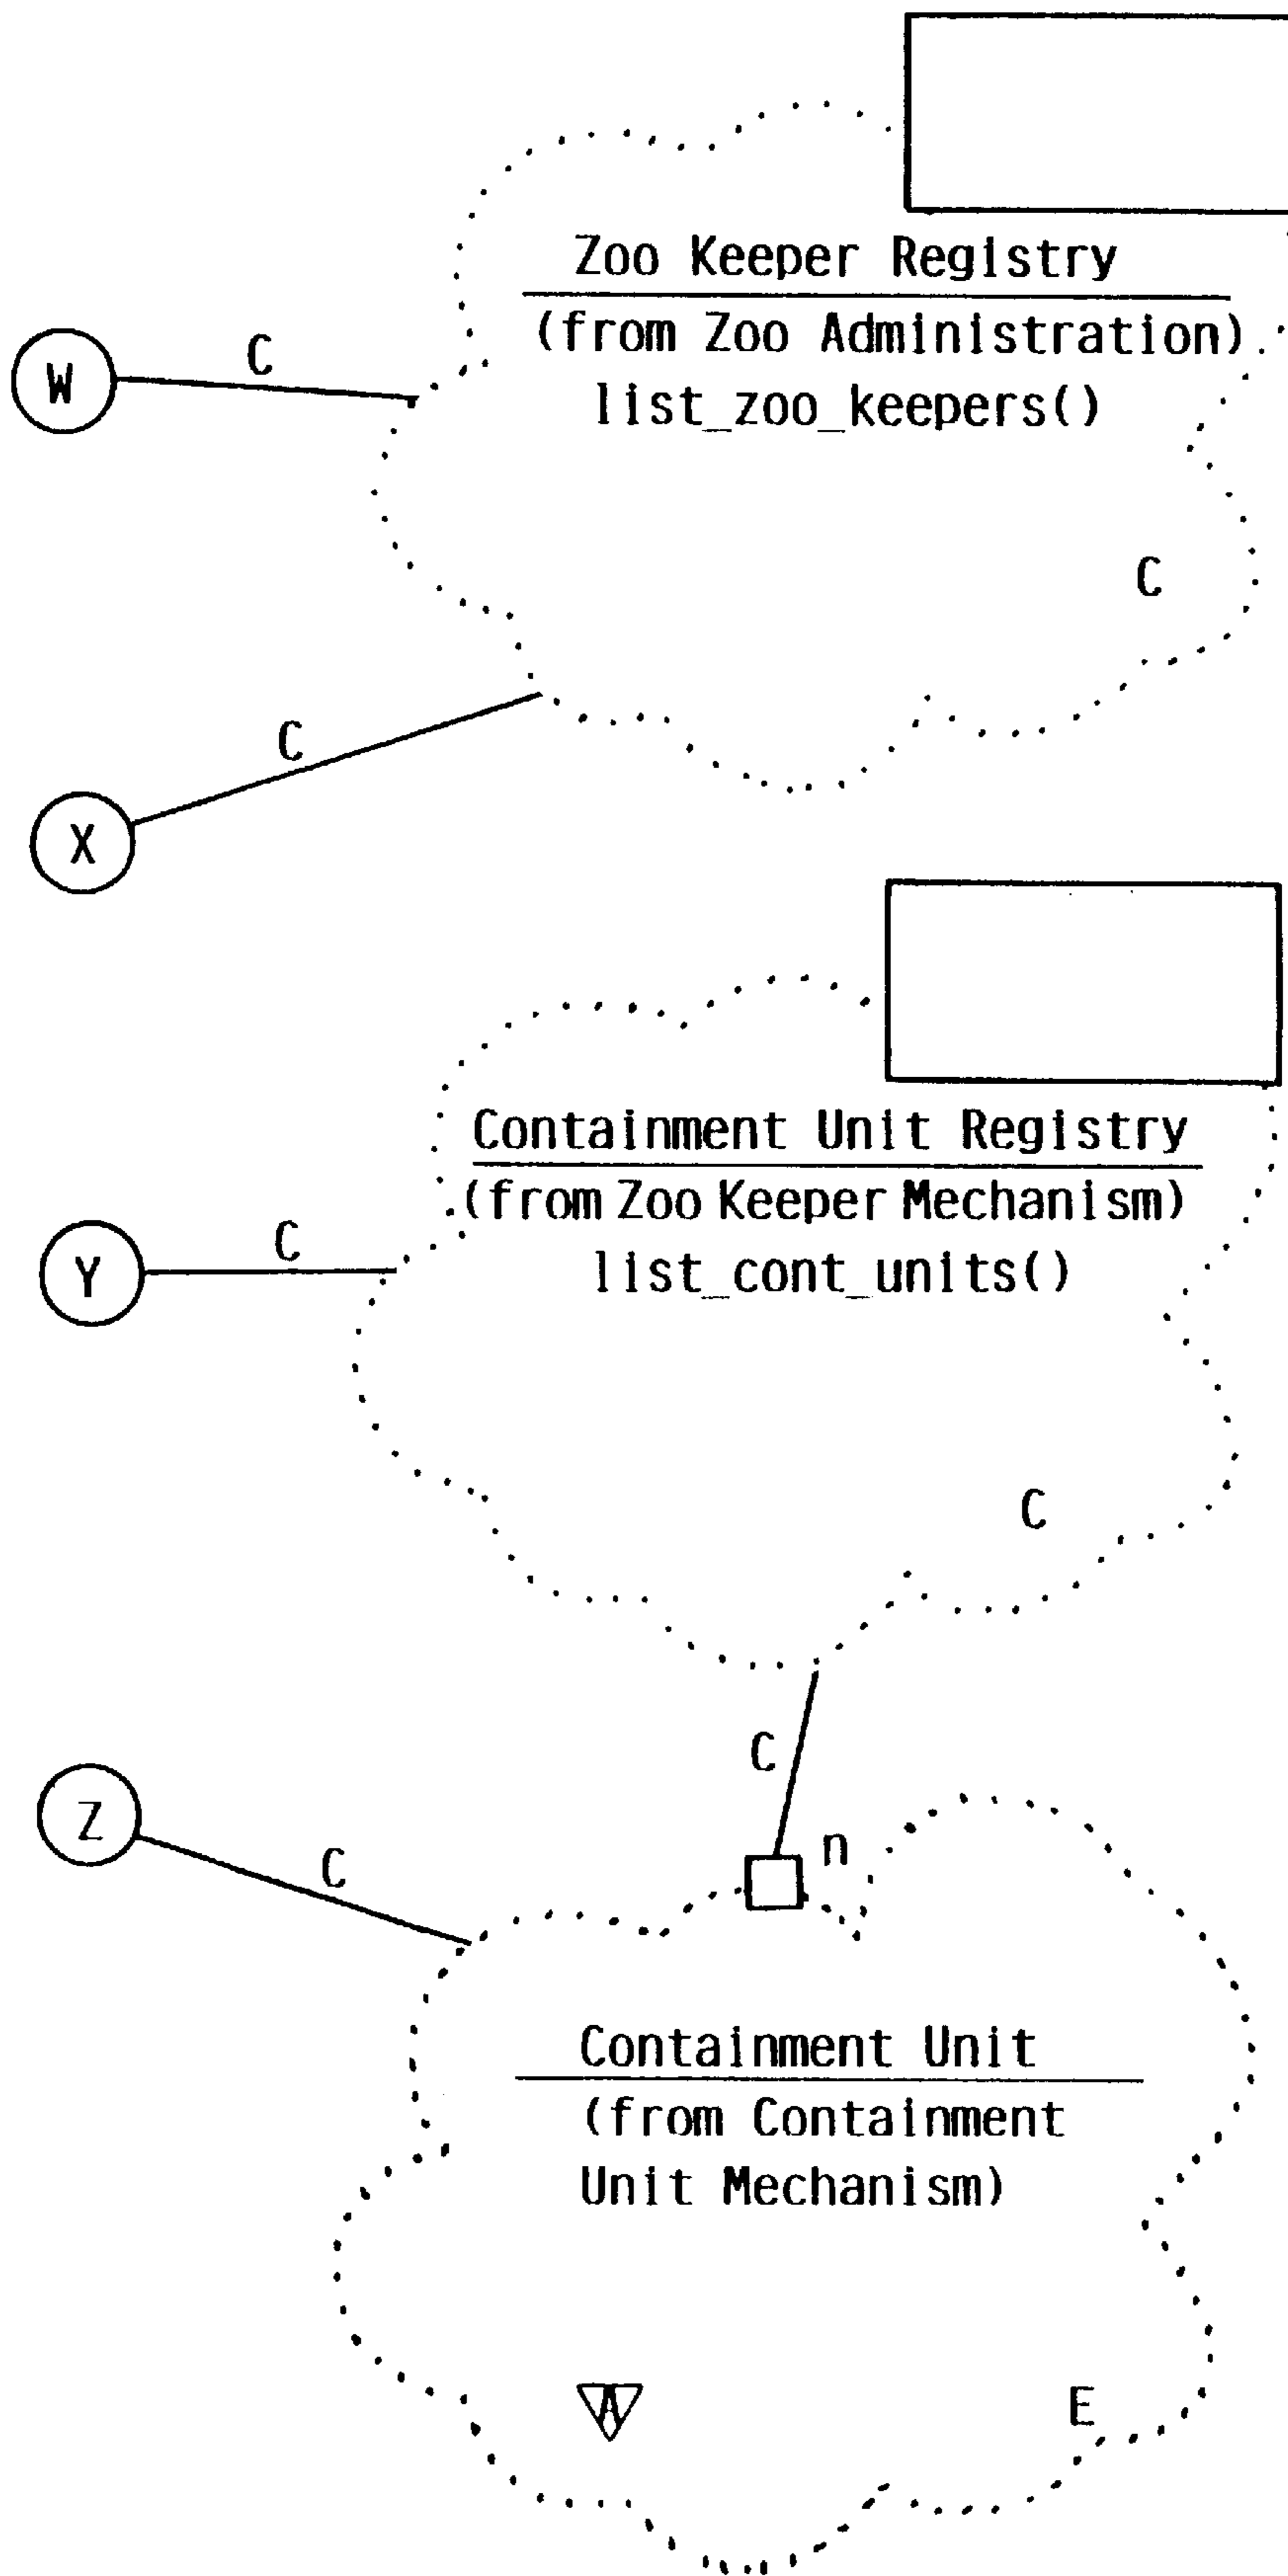 Zoo Keeper Registry
(from Zoo Administration)
W
C
list_zoo_keepers()
C
C
X
Containment Unit Registry
(from Zoo Keeper Mechanism)
C
Y
list_cont_units()
C
C
Z
n
C
Containment Unit
(from Containment
Unit Mechanism)
A
E